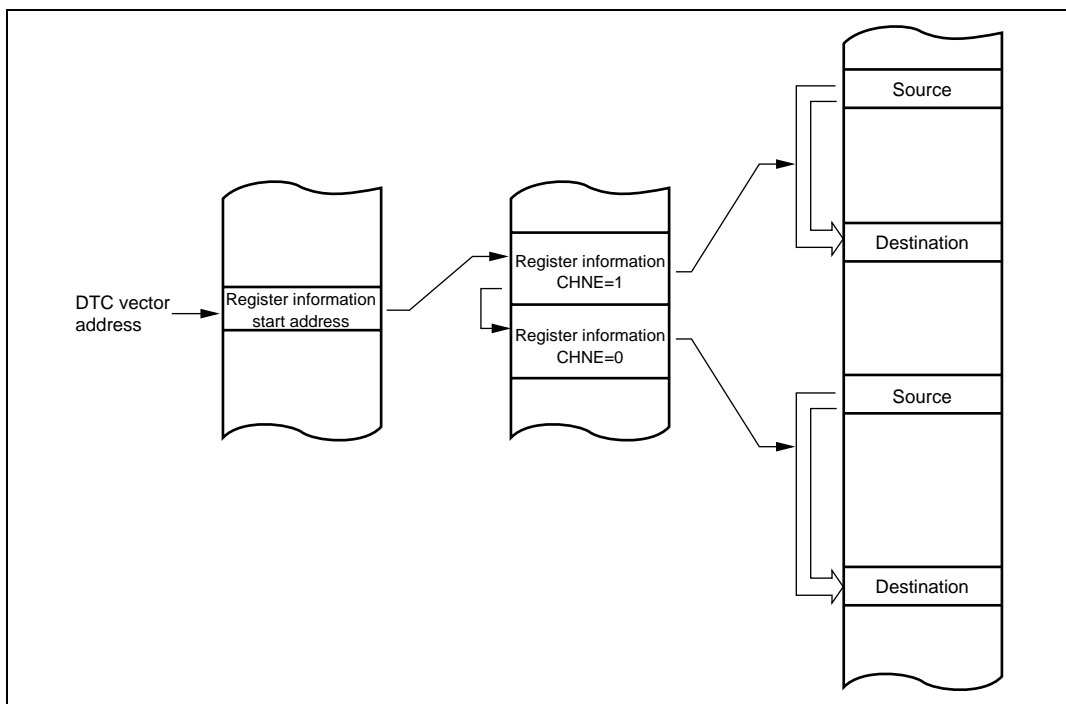 DTC vector
address
Register information
start address
Register information
CHNE=1
Register information
CHNE=0
Source
Destination
Source
Destination